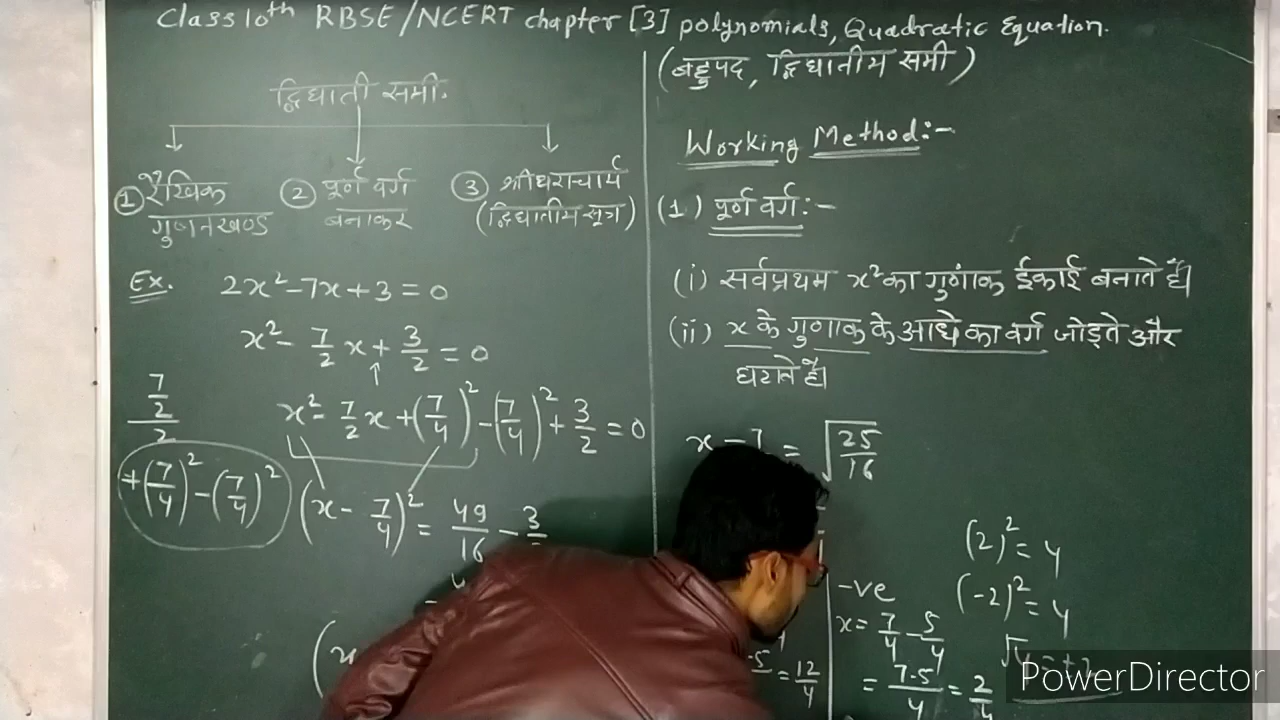 Class 10th RBSE/NCERT chapter [3] polynomials, Quadratic Equation.
(बहुपद, द्विघातीय समी)
द्विघाती समी.
① रैखिक गुणनखण्ड
② पूर्ण वर्ग बनाकर
③ श्रीधराचार्य (द्विघातीय सूत्र)
Ex. 2x²-7x+3=0
x² - 7/2 x + 3/2 = 0
↑
7/2/2
x² - 7/2 x + (7/4)² - (7/4)² + 3/2 = 0
+(7/4)² - (7/4)²
(x - 7/4)² = 49/16 - 3/
(x
Working Method:-
(1) पूर्ण वर्ग:-
(i) सर्वप्रथम x² का गुणांक ईकाई बनाते है।
(ii) x के गुणाक के आधे का वर्ग जोड़ते और
घटाते है।
x - 7 = √25/16
= 12/4
-ve
x = 7/4 - 5/4
= 7-5/4 = 2/4
(2)² = 4
(-2)² = 4
PowerDirector